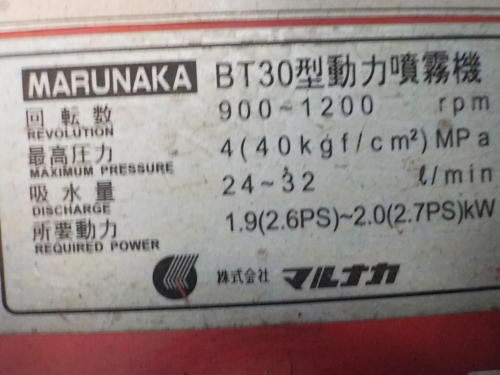 MARUNAKA BT30型動力噴霧機
回転数 900~1200 rpm
REVOLUTION
最高圧力 4(40kgf/cm²)MPa
MAXIMUM PRESSURE
吸水量 24~32 ℓ/min
DISCHARGE
所要動力 1.9(2.6PS)~2.0(2.7PS)kW
REQUIRED POWER
株式会社 マルナカ